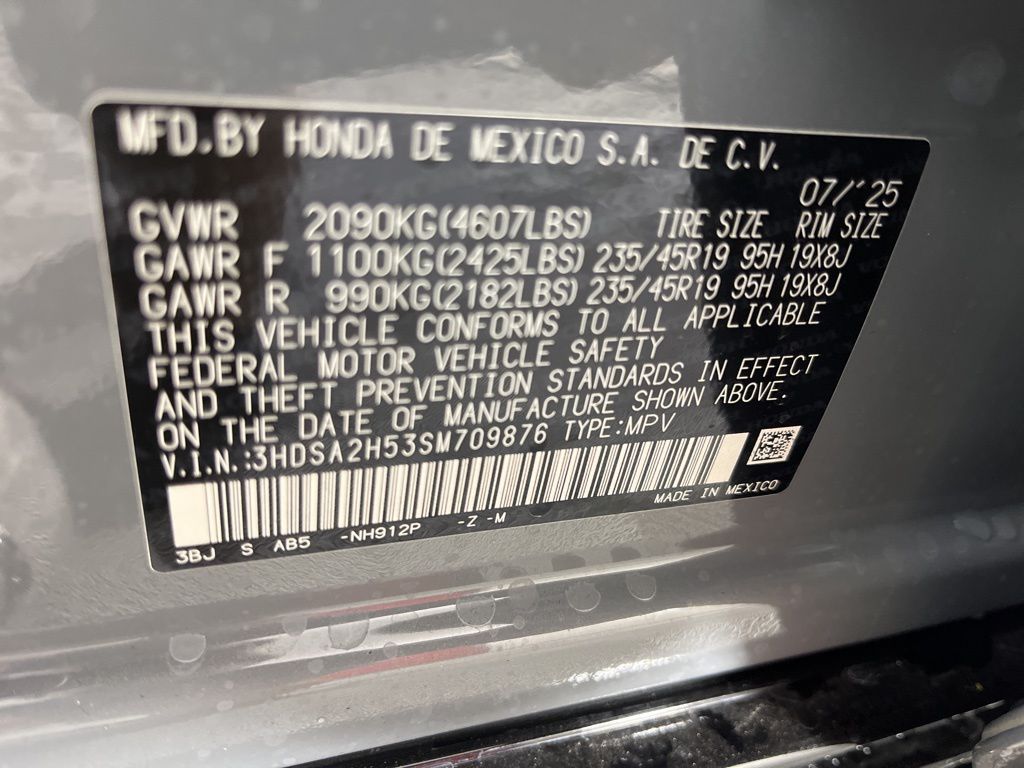 MFD.BY HONDA DE MEXICO S.A. DE C.V.
07/'25
GVWR 2090KG(4607LBS) TIRE SIZE RIM SIZE
GAWR F 1100KG(2425LBS) 235/45R19 95H 19X8J
GAWR R 990KG(2182LBS) 235/45R19 95H 19X8J
THIS VEHICLE CONFORMS TO ALL APPLICABLE
FEDERAL MOTOR VEHICLE SAFETY
AND THEFT PREVENTION STANDARDS IN EFFECT
ON THE DATE OF MANUFACTURE SHOWN ABOVE.
V.I.N.:3HDSA2H53SM709876 TYPE:MPV
MADE IN MEXICO
3BJ S AB5 -NH912P -Z -M